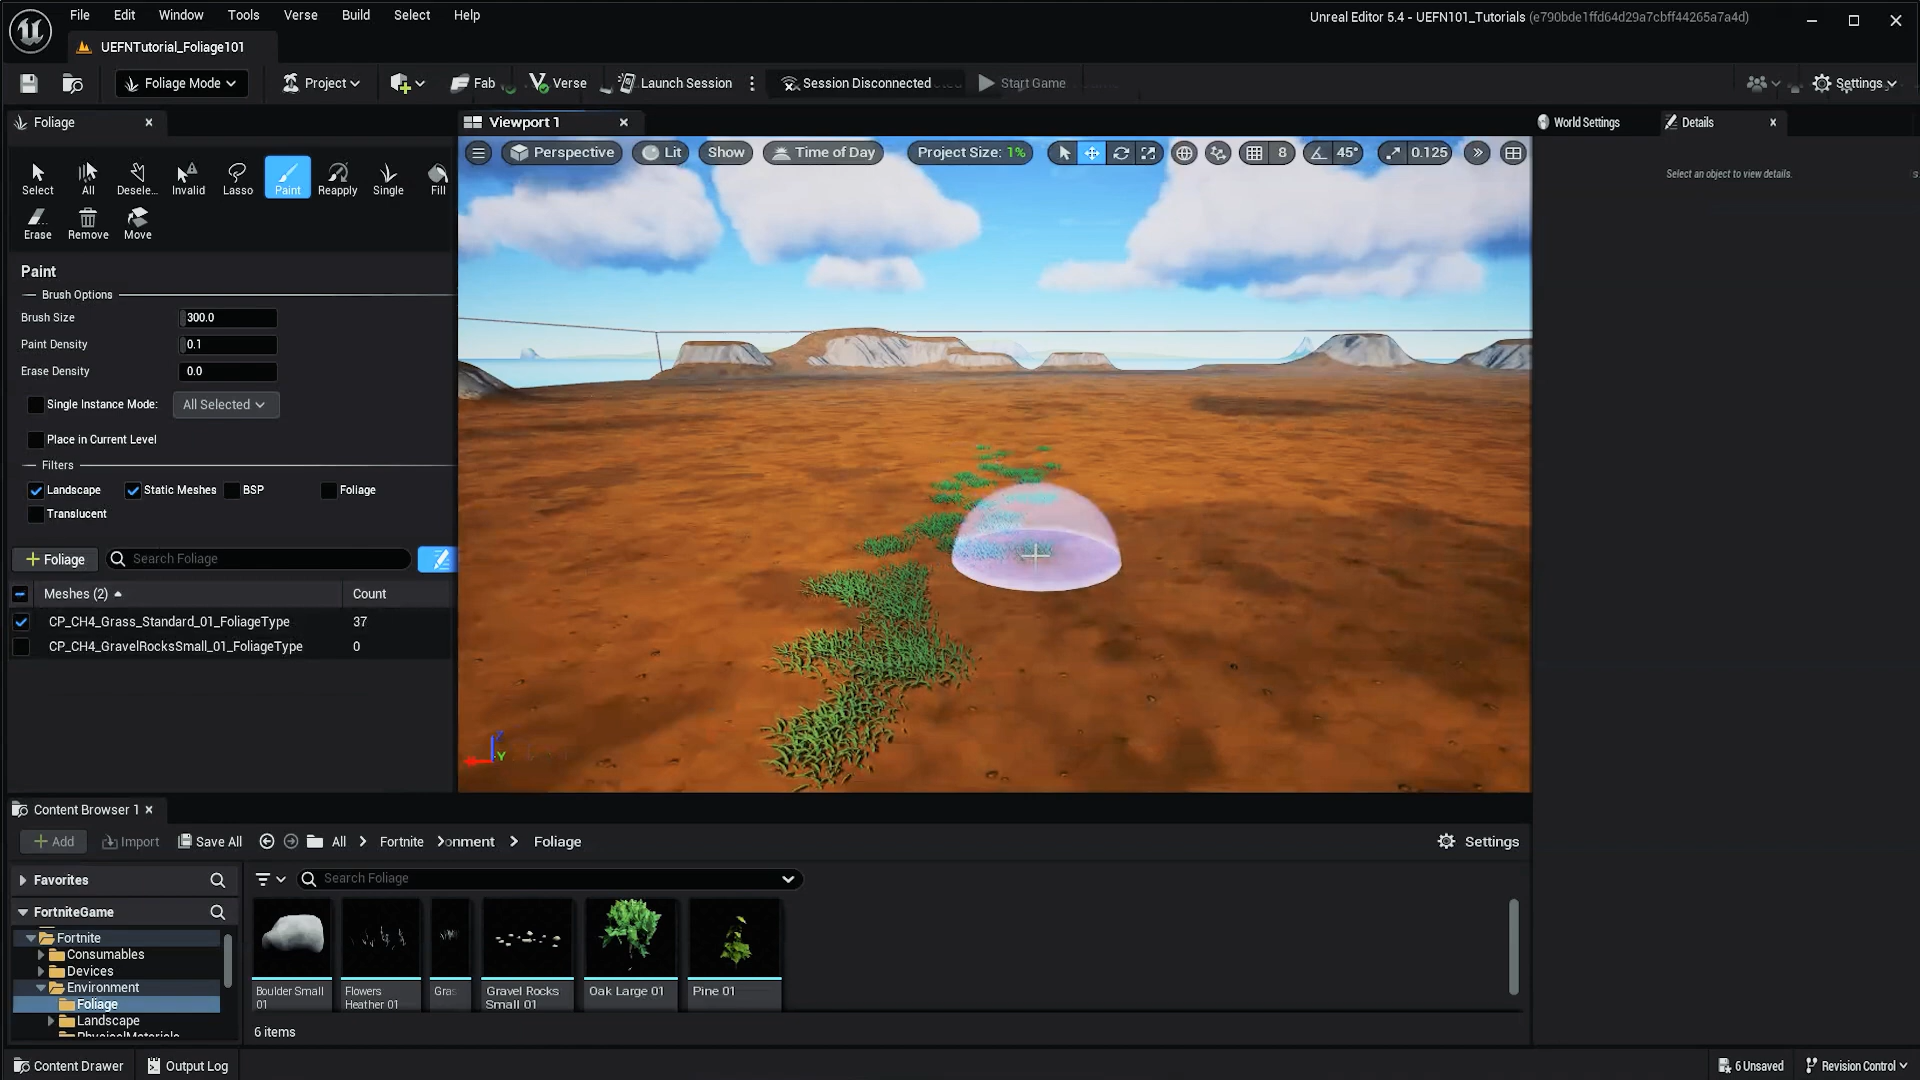 File Edit Window Tools Verse Build Select Help
Unreal Editor 5.4 - UEFN101_Tutorials (e790bde1ffd64d29a7cbff44265a7a4d)
UEFNTutorial_Foliage101
Foliage Mode Project Fab Verse Launch Session Session Disconnected Start Game Settings
Foliage
Viewport 1
World Settings Details
Perspective Lit Show Time of Day Project Size: 1% 8 45° 0.125
Select an object to view details.
Select All Desele... Invalid Lasso Paint Reapply Single Fill
Erase Remove Move
Paint
Brush Options
Brush Size 300.0
Paint Density 0.1
Erase Density 0.0
Single Instance Mode: All Selected
Place in Current Level
Filters
Landscape Static Meshes BSP Foliage
Translucent
Foliage Search Foliage
Meshes (2) Count
CP_CH4_Grass_Standard_01_FoliageType 37
CP_CH4_GravelRocksSmall_01_FoliageType 0
Z
Y
Content Browser 1
Add Import Save All All Fortnite onment Foliage Settings
Favorites Search Foliage
FortniteGame
Fortnite
Consumables
Devices
Environment
Foliage
Landscape
PhysicalMaterials
Boulder Small 01
Flowers Heather 01
Gras
Gravel Rocks Small 01
Oak Large 01
Pine 01
6 items
Content Drawer Output Log 6 Unsaved Revision Control